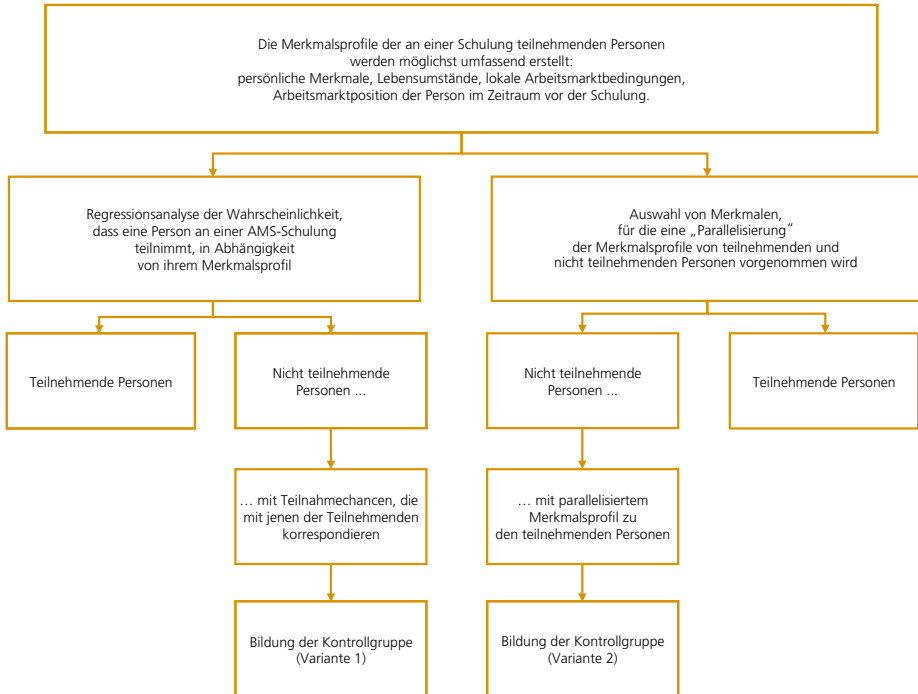 Die Merkmalsprofile der an einer Schulung teilnehmenden Personen
werden möglichst umfassend erstellt:
persönliche Merkmale, Lebensumstände, lokale Arbeitsmarktbedingungen,
Arbeitsmarktposition der Person im Zeitraum vor der Schulung.
Regressionsanalyse der Wahrscheinlichkeit,
dass eine Person an einer AMS-Schulung
teilnimmt, in Abhängigkeit
von ihrem Merkmalsprofil
Auswahl von Merkmalen,
für die eine „Parallelisierung“
der Merkmalsprofile von teilnehmenden und
nicht teilnehmenden Personen vorgenommen wird
Teilnehmende Personen
Nicht teilnehmende
Personen ...
Nicht teilnehmende
Personen ...
Teilnehmende Personen
… mit Teilnahmechancen, die
mit jenen der Teilnehmenden
korrespondieren
… mit parallelisiertem
Merkmalsprofil zu
den teilnehmenden Personen
Bildung der Kontrollgruppe
(Variante 1)
Bildung der Kontrollgruppe
(Variante 2)